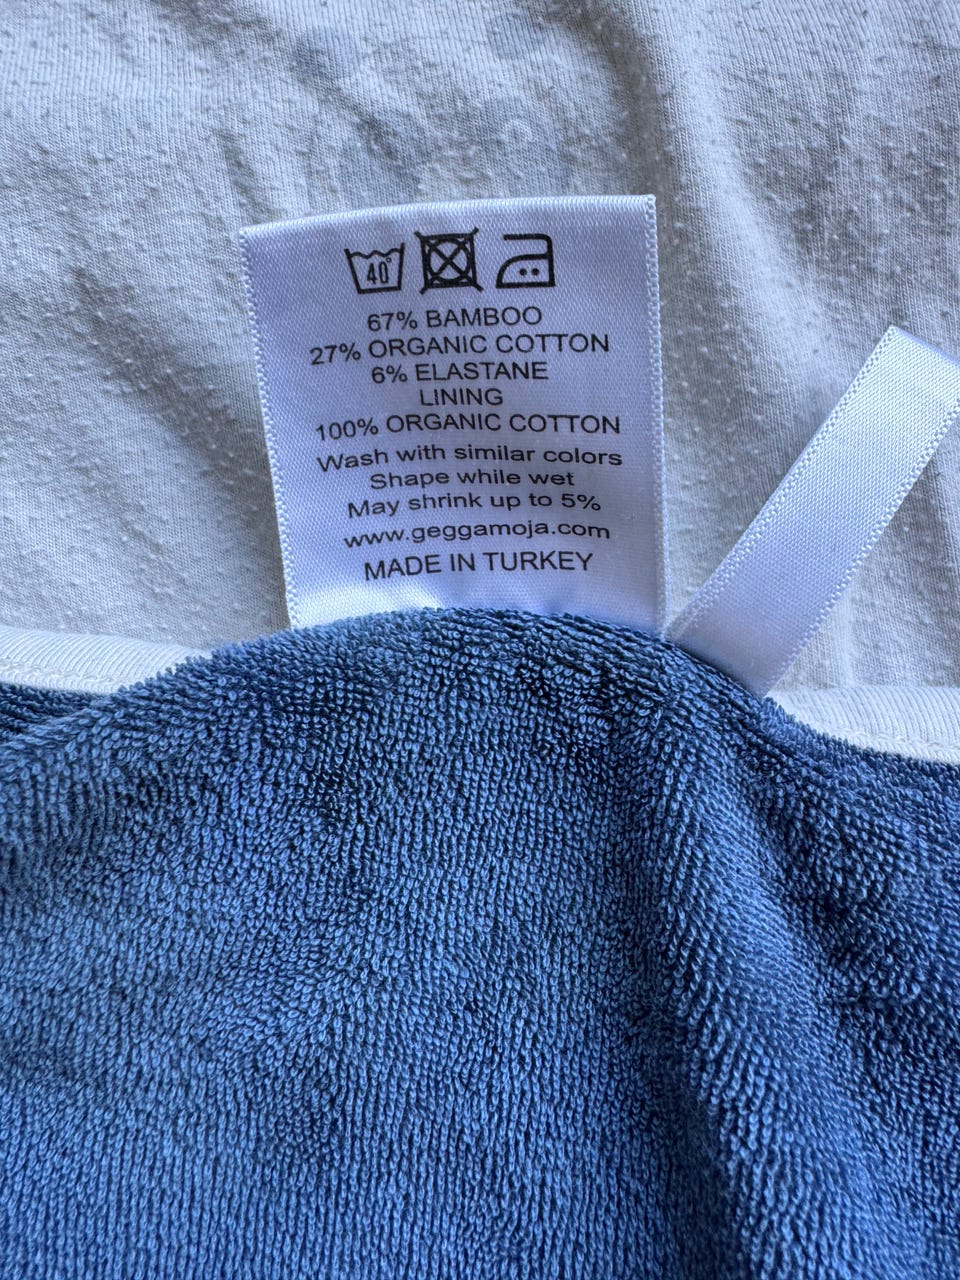 40°
67% BAMBOO
27% ORGANIC COTTON
6% ELASTANE
LINING
100% ORGANIC COTTON
Wash with similar colors
Shape while wet
May shrink up to 5%
www.geggamoja.com
MADE IN TURKEY